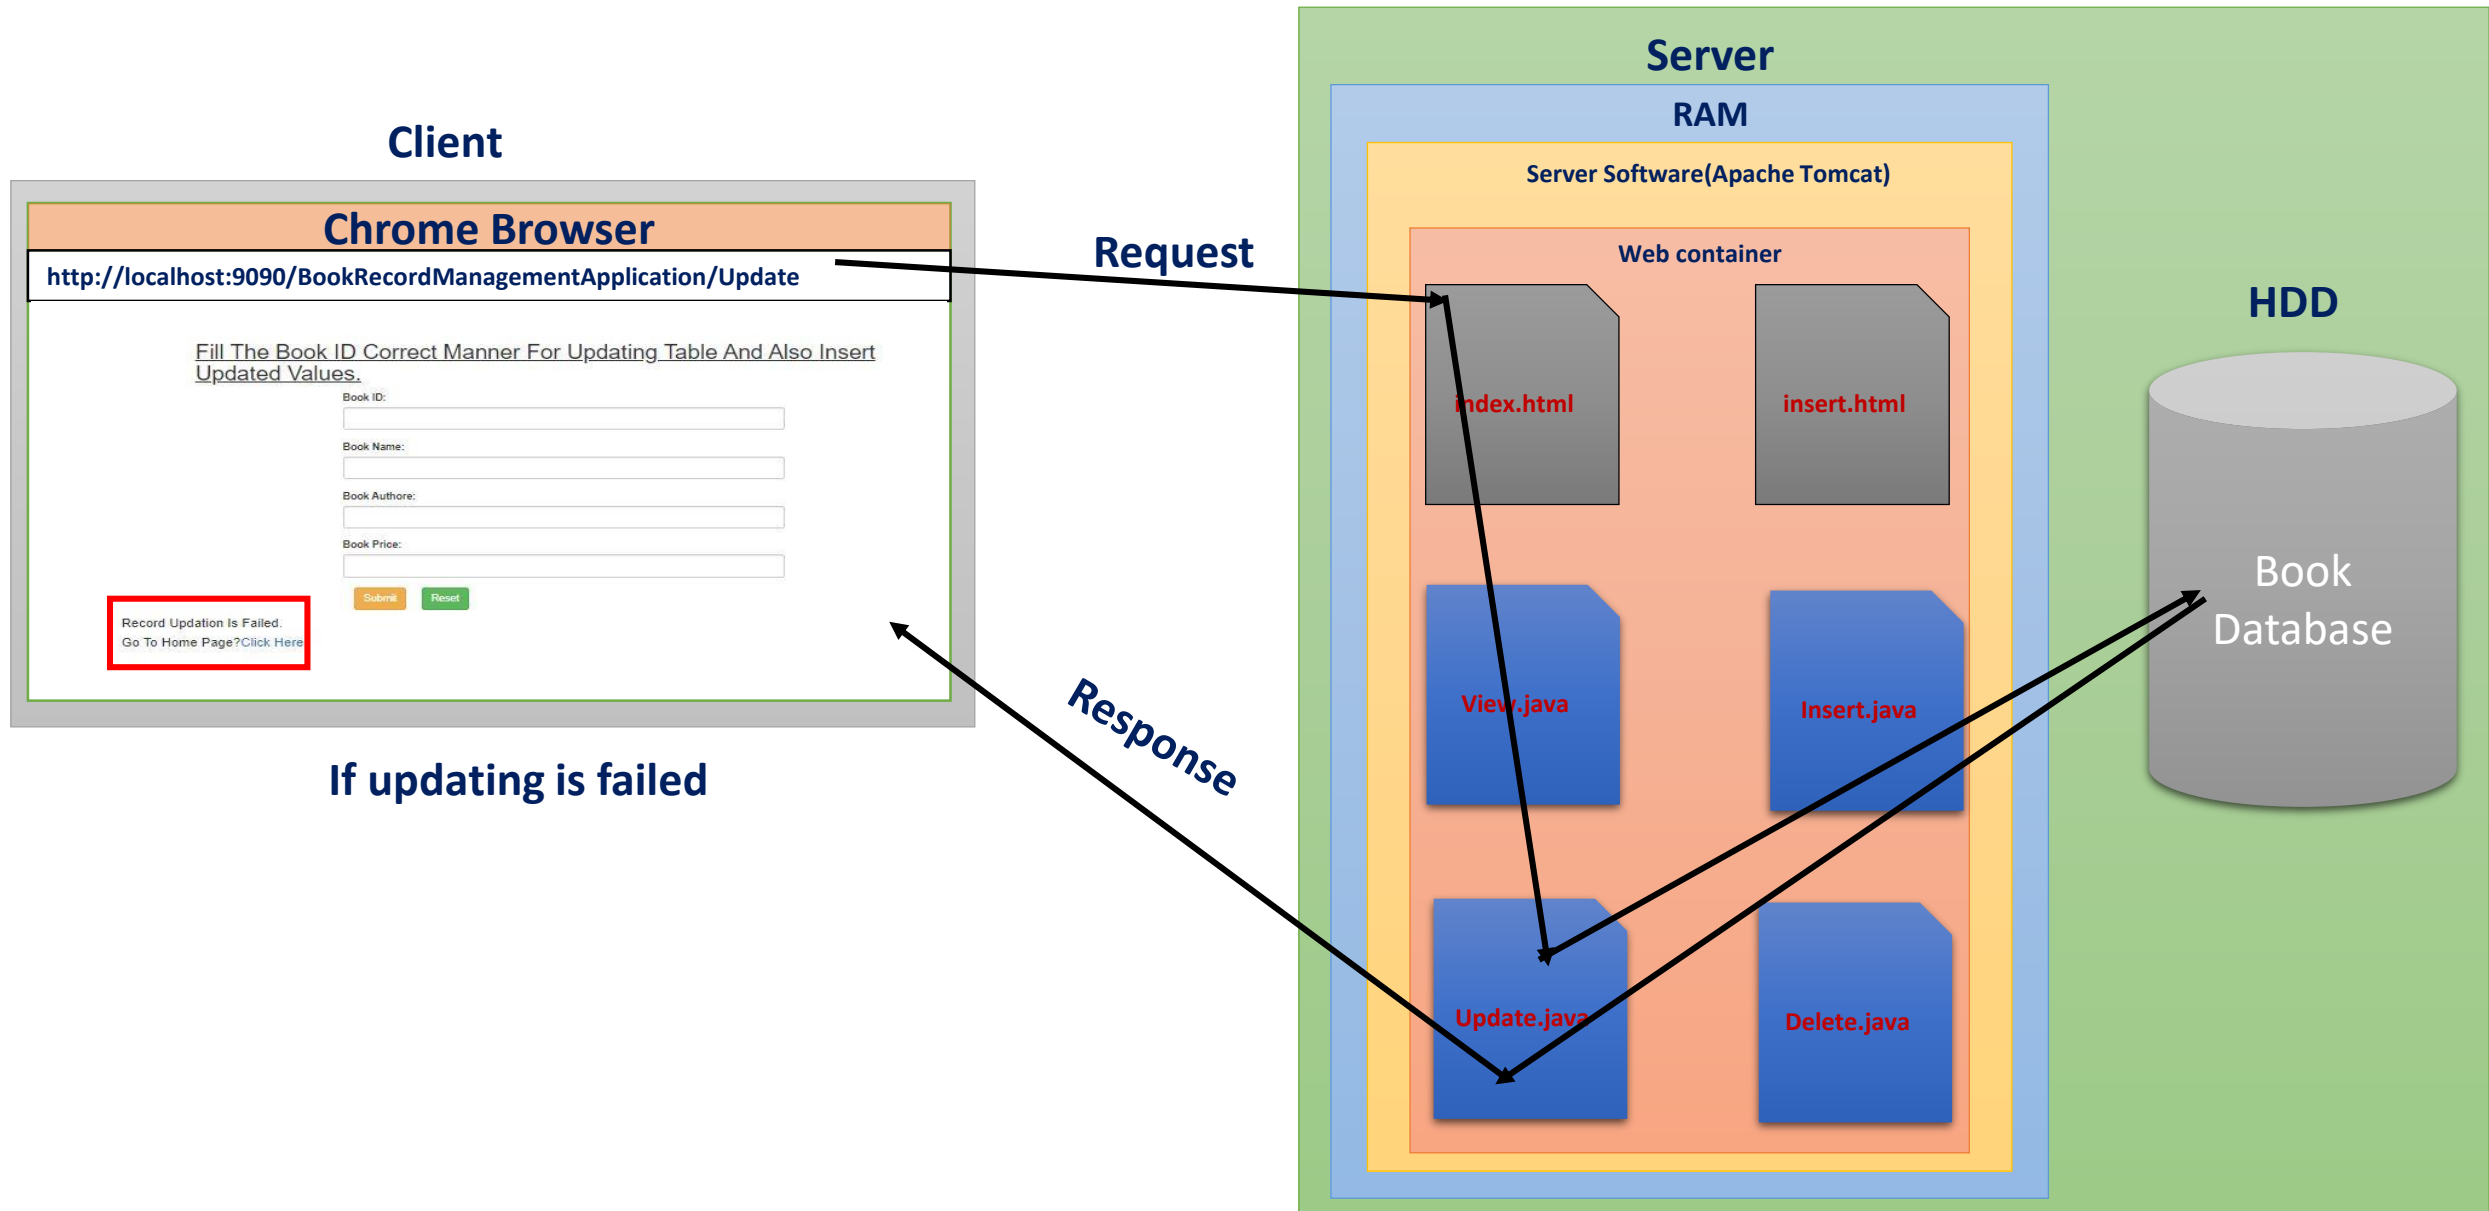 Server
RAM
Client
Server Software(Apache Tomcat)
Chrome Browser
Request
Web container
http://localhost:9090/BookRecordManagementApplication/Update
HDD
Fill The Book ID Correct Manner For Updating Table And Also Insert
Updated Values.
Book ID:
index.html
insert.html
Book Name:
Book Authore:
Book Price:
Submit
Reset
Book
Database
Record Updation Is Failed.
Go To Home Page?Click Here
Response
View.java
Insert.java
If updating is failed
Update.java
Delete.java